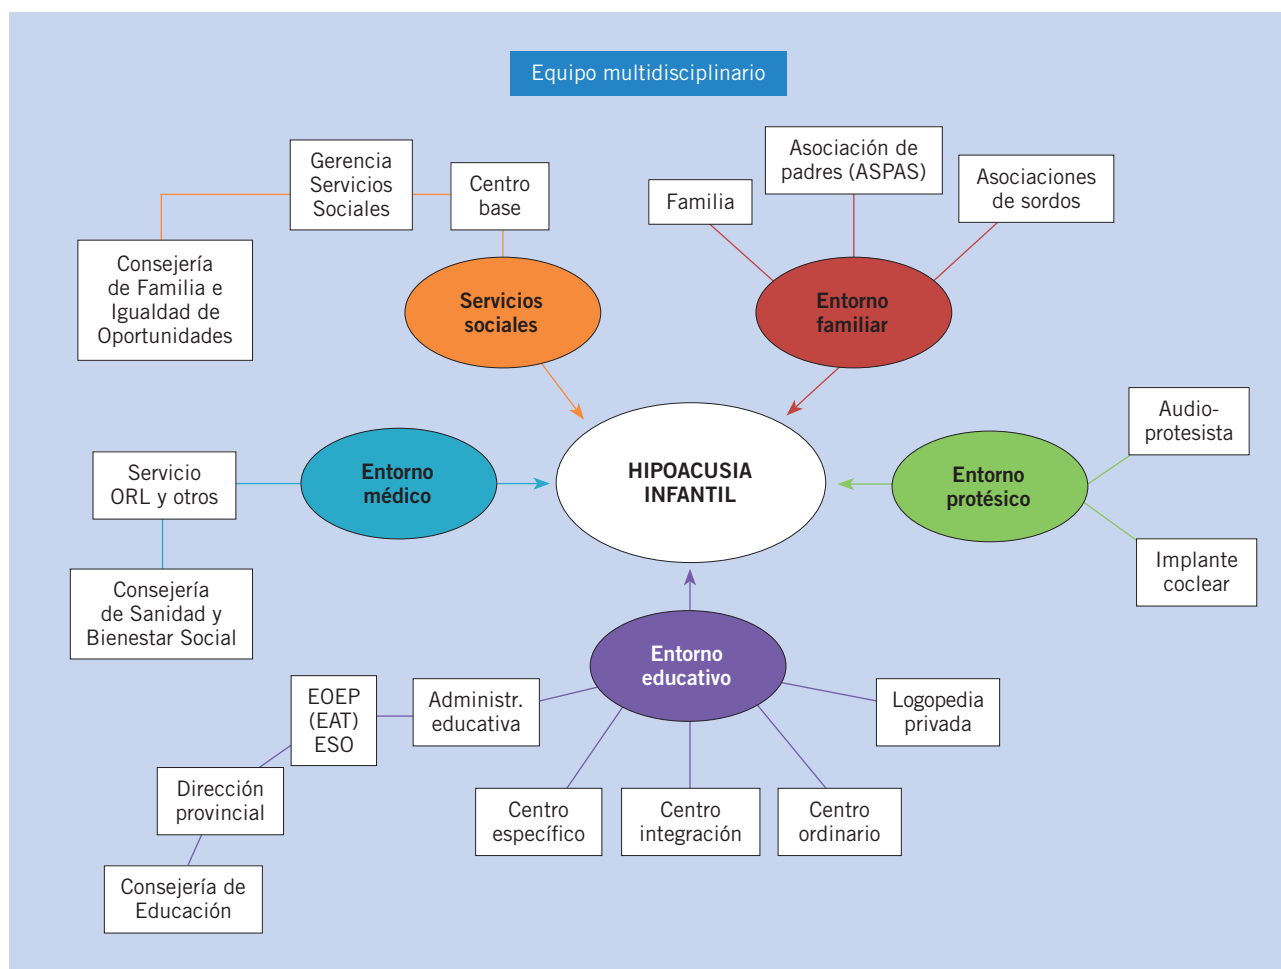 Equipo multidisciplinario
Gerencia
Servicios
Sociales
Centro
base
Consejería
de Familia e
Igualdad de
Oportunidades
Servicios
sociales
Familia
Asociación de
padres (ASPAS)
Asociaciones
de sordos
Entorno
familiar
Servicio
ORL y otros
Consejería
de Sanidad y
Bienestar Social
Entorno
médico
HIPOACUSIA
INFANTIL
Entorno
protésico
Audio-
protesista
Implante
coclear
Entorno
educativo
EOEP
(EAT)
ESO
Administr.
educativa
Dirección
provincial
Consejería de
Educación
Centro
específico
Centro
integración
Centro
ordinario
Logopedia
privada